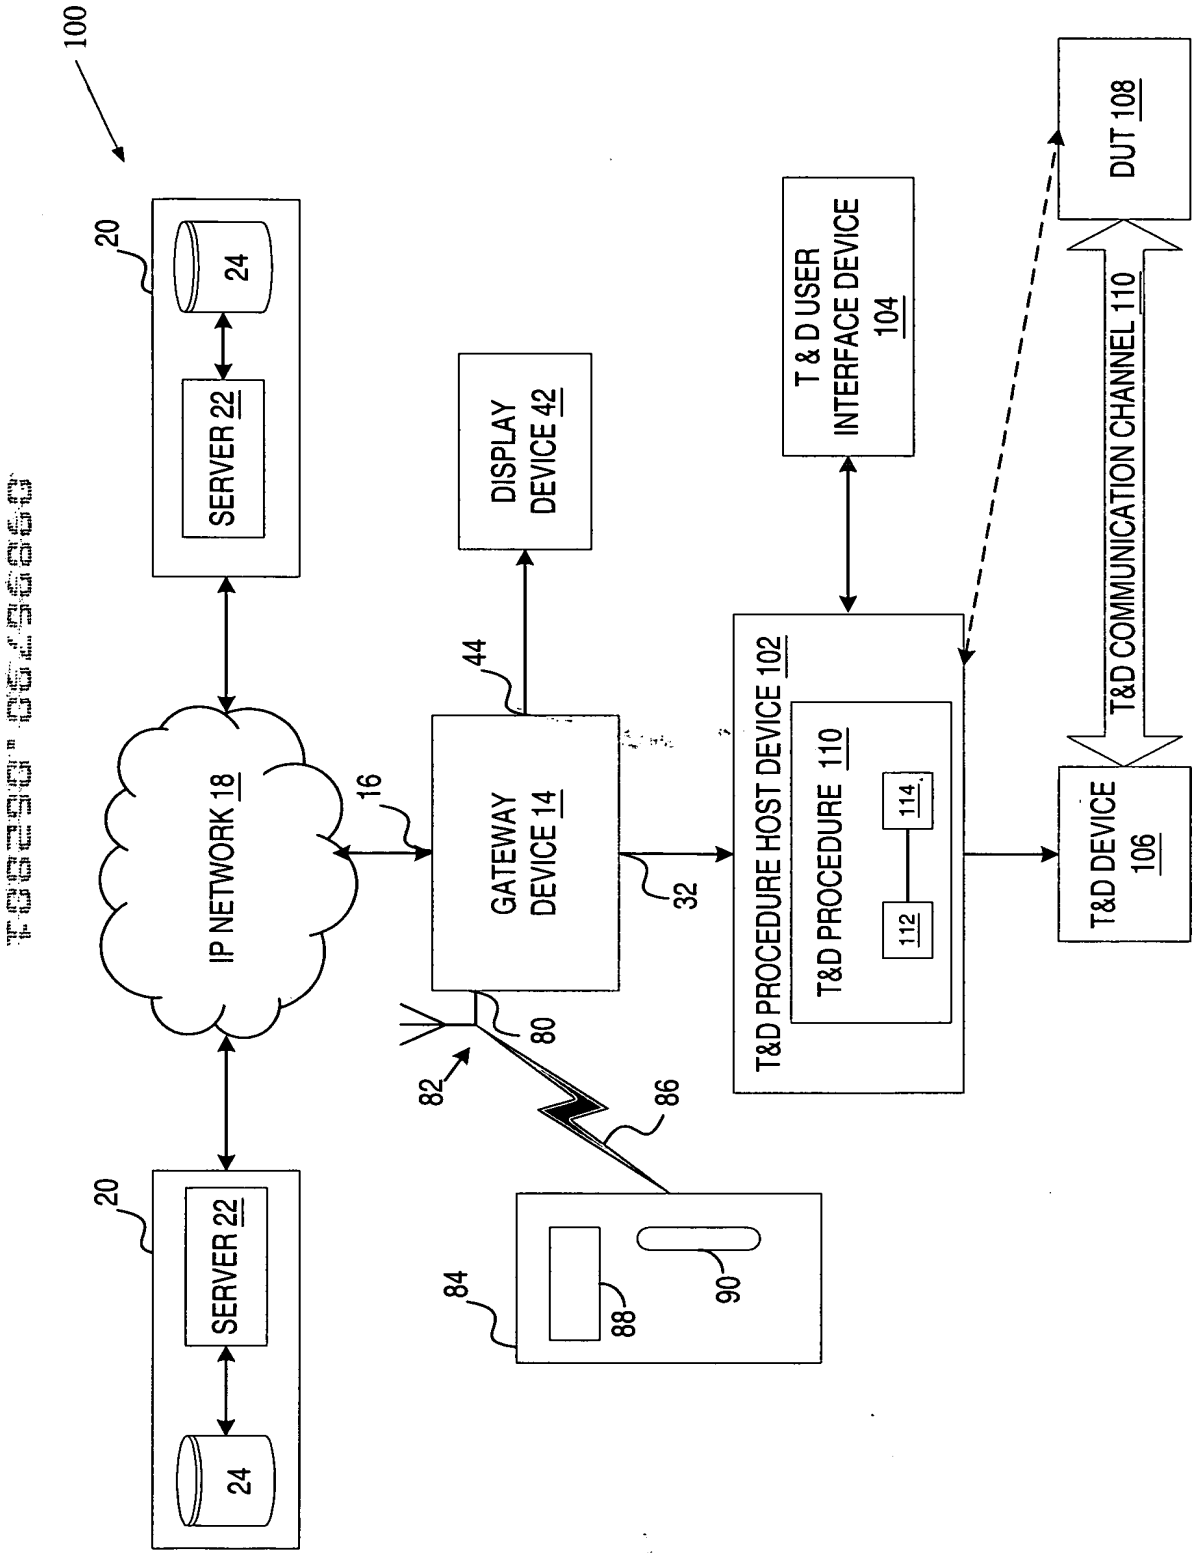 100
20
20
SERVER 22
24
IP NETWORK 18
SERVER 22
24
16
82
80
GATEWAY
DEVICE 14
44
DISPLAY
DEVICE 42
84
88
90
86
32
T&D PROCEDURE HOST DEVICE 102
T&D PROCEDURE 110
112
114
T & D USER
INTERFACE DEVICE
104
T&D DEVICE
106
T&D COMMUNICATION CHANNEL 110
DUT 108